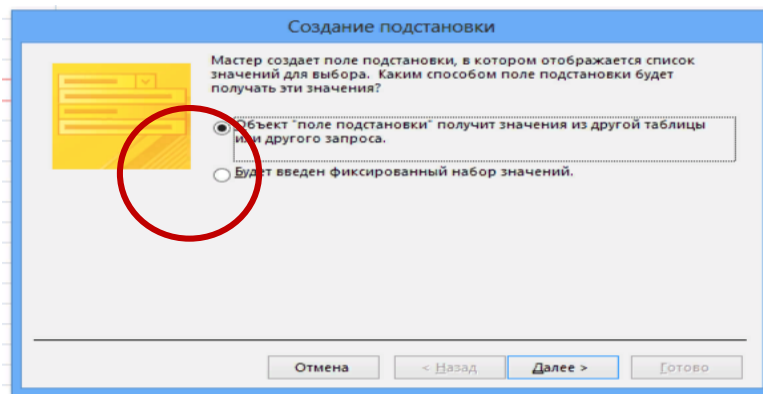 Создание подстановки
Мастер создает поле подстановки, в котором отображается список
значений для выбора. Каким способом поле подстановки будет
получать эти значения?
Объект "поле подстановки" получит значения из другой таблицы
или другого запроса.
Будет введен фиксированный набор значений.
Отмена
< Назад
Далее >
Готово